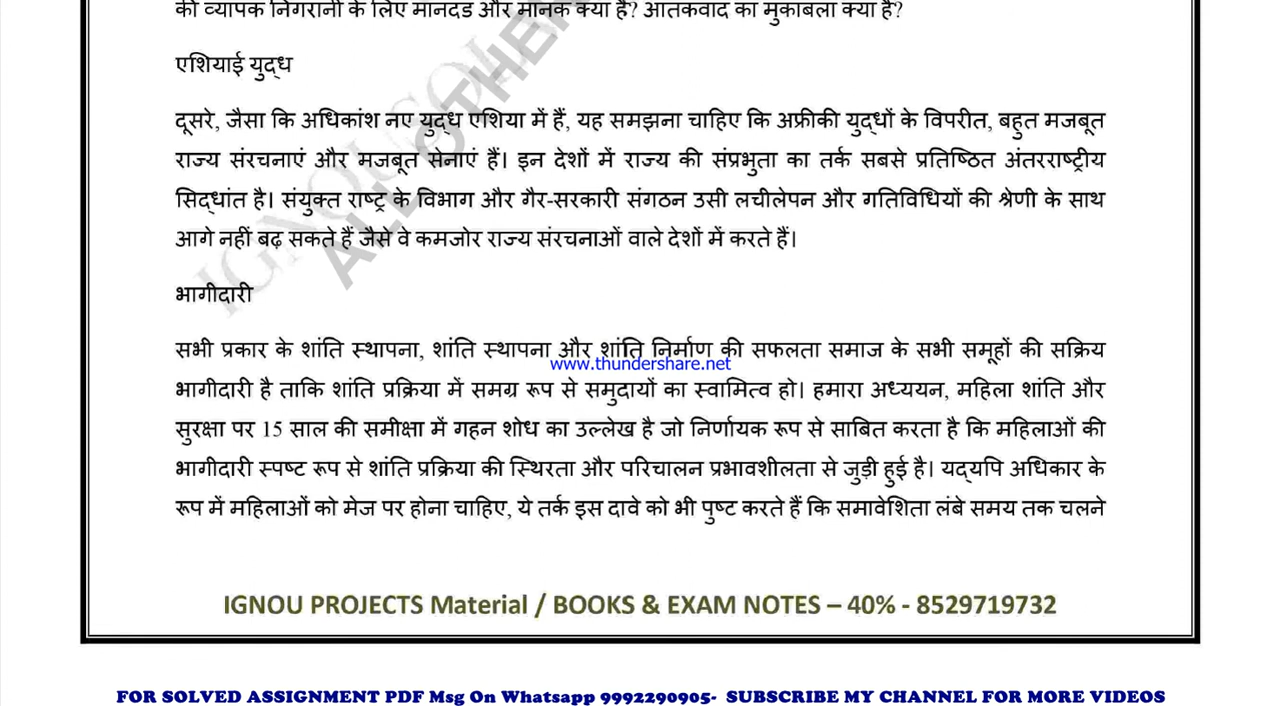 की व्यापक निगरानी के लिए मानदंड और मानक क्या हैं? आतंकवाद का मुकाबला क्या है?
एशियाई युद्ध
दूसरे, जैसा कि अधिकांश नए युद्ध एशिया में हैं, यह समझना चाहिए कि अफ्रीकी युद्धों के विपरीत, बहुत मजबूत
राज्य संरचनाएं और मजबूत सेनाएं हैं। इन देशों में राज्य की संप्रभुता का तर्क सबसे प्रतिष्ठित अंतरराष्ट्रीय
सिद्धांत है। संयुक्त राष्ट्र के विभाग और गैर-सरकारी संगठन उसी लचीलेपन और गतिविधियों की श्रेणी के साथ
आगे नहीं बढ़ सकते हैं जैसे वे कमजोर राज्य संरचनाओं वाले देशों में करते हैं।
भागीदारी
सभी प्रकार के शांति स्थापना, शांति स्थापना और शांति निर्माण की सफलता समाज के सभी समूहों की सक्रिय
www.thundershare.net
भागीदारी है ताकि शांति प्रक्रिया में समग्र रूप से समुदायों का स्वामित्व हो। हमारा अध्ययन, महिला शांति और
सुरक्षा पर 15 साल की समीक्षा में गहन शोध का उल्लेख है जो निर्णायक रूप से साबित करता है कि महिलाओं की
भागीदारी स्पष्ट रूप से शांति प्रक्रिया की स्थिरता और परिचालन प्रभावशीलता से जुड़ी हुई है। यद्यपि अधिकार के
रूप में महिलाओं को मेज पर होना चाहिए, ये तर्क इस दावे को भी पुष्ट करते हैं कि समावेशिता लंबे समय तक चलने
IGNOU PROJECTS Material / BOOKS & EXAM NOTES – 40% - 8529719732
FOR SOLVED ASSIGNMENT PDF Msg On Whatsapp 9992290905- SUBSCRIBE MY CHANNEL FOR MORE VIDEOS